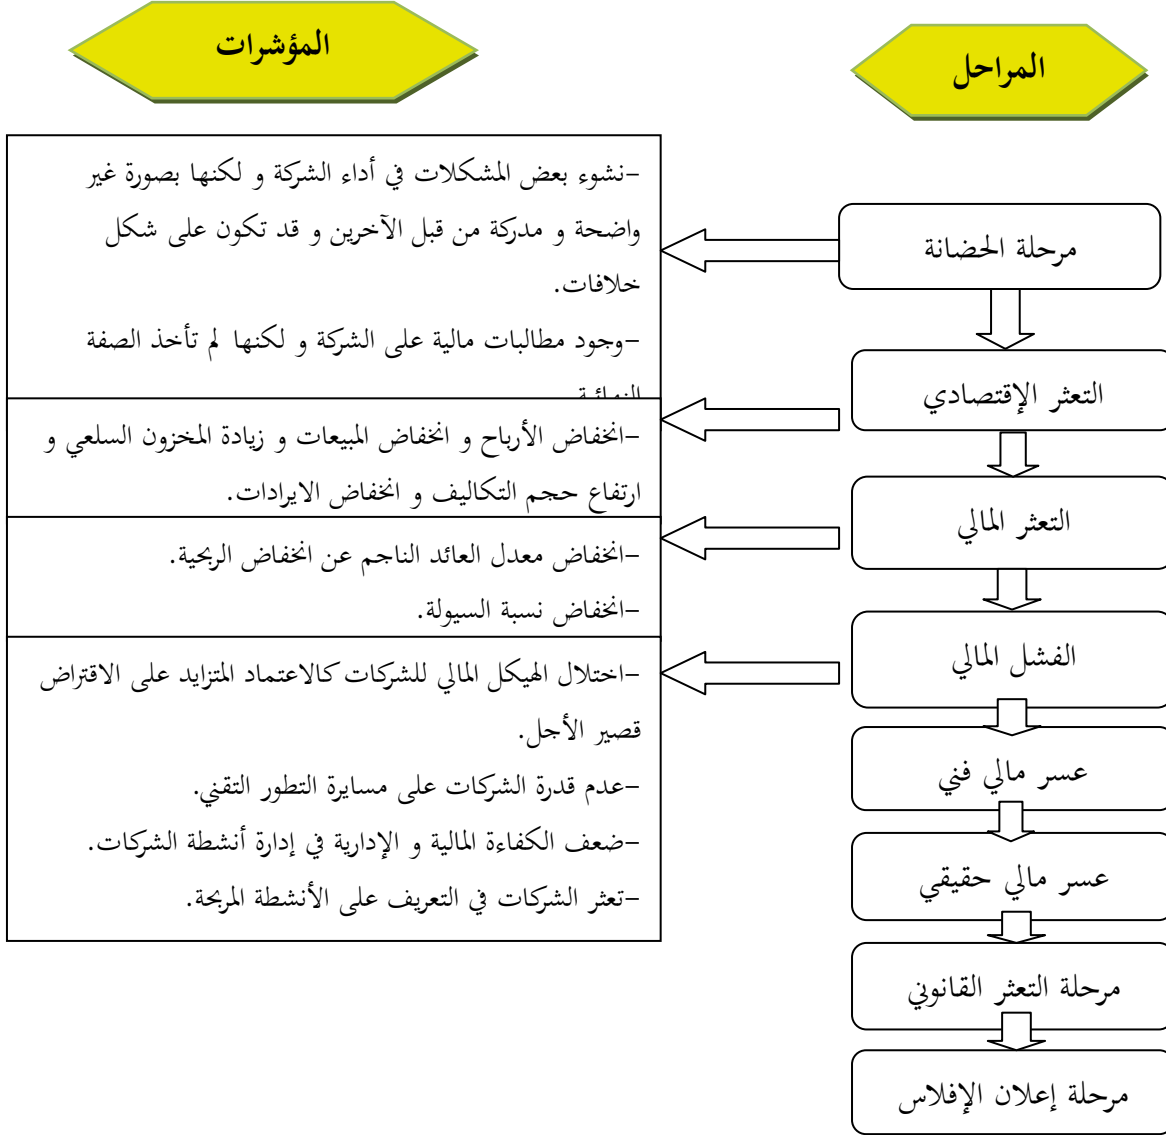 المراحل
المؤشرات
مرحلة الحضانة
-نشوء بعض المشكلات في أداء الشركة و لكنها بصورة غير
واضحة و مدركة من قبل الآخرين و قد تكون على شكل
خلافات.
-وجود مطالبات مالية على الشركة و لكنها لم تأخذ الصفة
التعثر الإقتصادي
-انخفاض الأرباح و انخفاض المبيعات و زيادة المخزون السلعي و
ارتفاع حجم التكاليف و انخفاض الايرادات.
التعثر المالي
-انخفاض معدل العائد الناجم عن انخفاض الربحية.
-انخفاض نسبة السيولة.
الفشل المالي
-اختلال الهيكل المالي للشركات كالاعتماد المتزايد على الاقتراض
قصير الأجل.
-عدم قدرة الشركات على مسايرة التطور التقني.
-ضعف الكفاءة المالية و الإدارية في إدارة أنشطة الشركات.
-تعثر الشركات في التعريف على الأنشطة المربحة.
عسر مالي فني
عسر مالي حقيقي
مرحلة التعثر القانوني
مرحلة إعلان الإفلاس